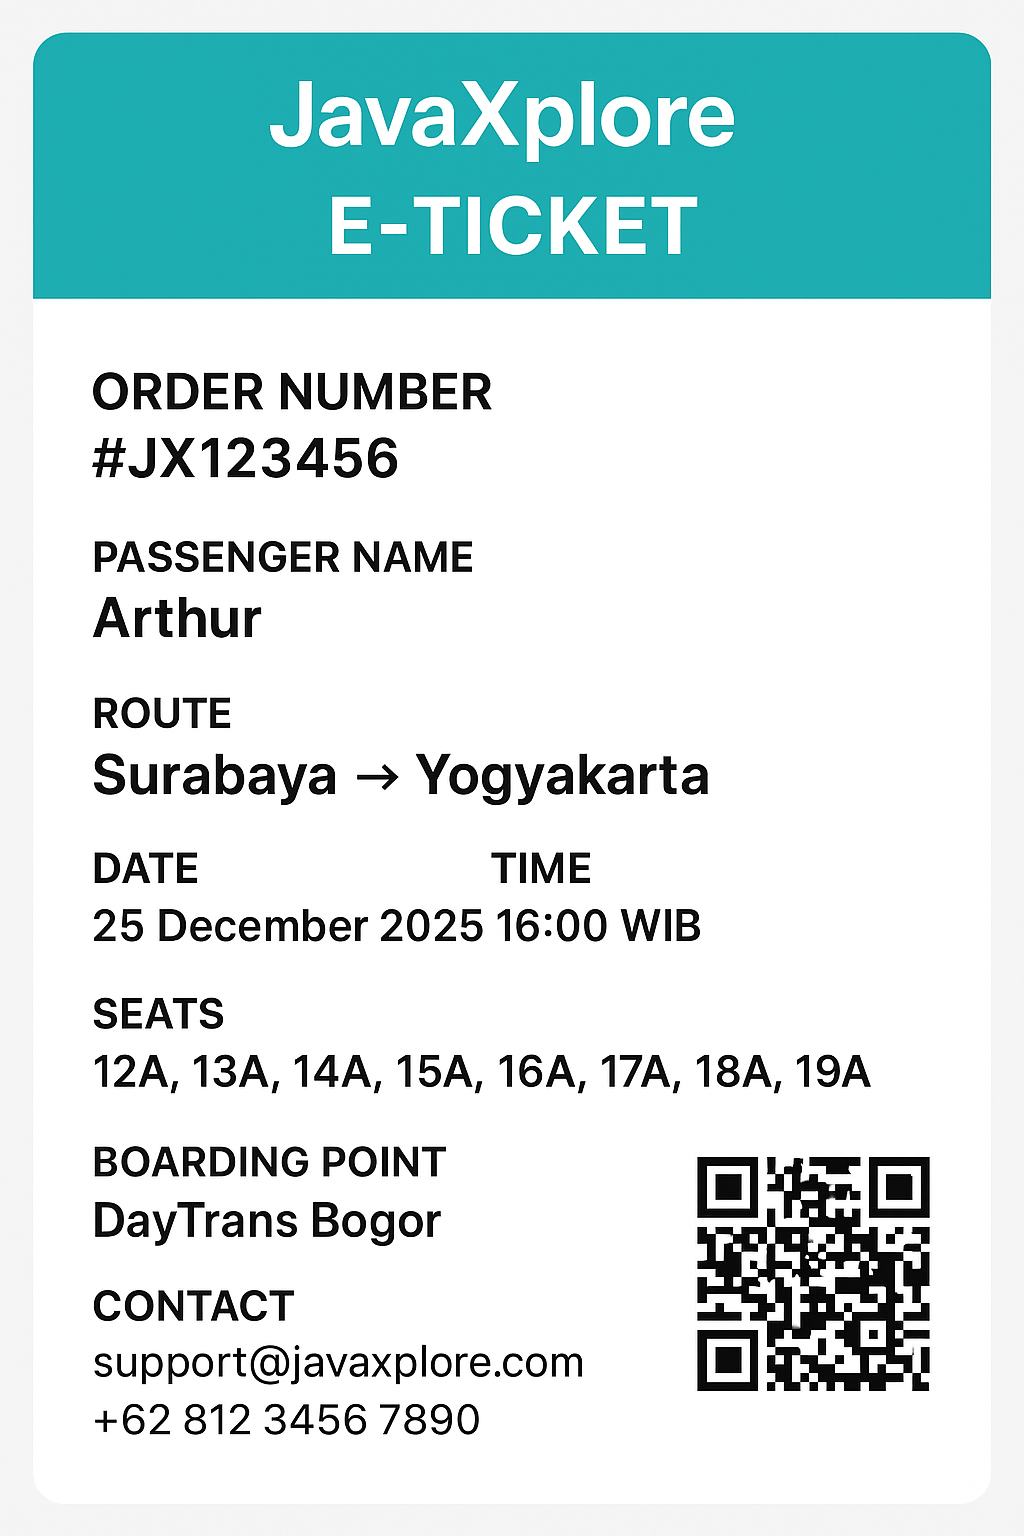 JavaXplore
E-TICKET
ORDER NUMBER
#JX123456
PASSENGER NAME
Arthur
ROUTE
Surabaya → Yogyakarta
DATE TIME
25 December 2025 16:00 WIB
SEATS
12A, 13A, 14A, 15A, 16A, 17A, 18A, 19A
BOARDING POINT
DayTrans Bogor
CONTACT
support@javaxplore.com
+62 812 3456 7890